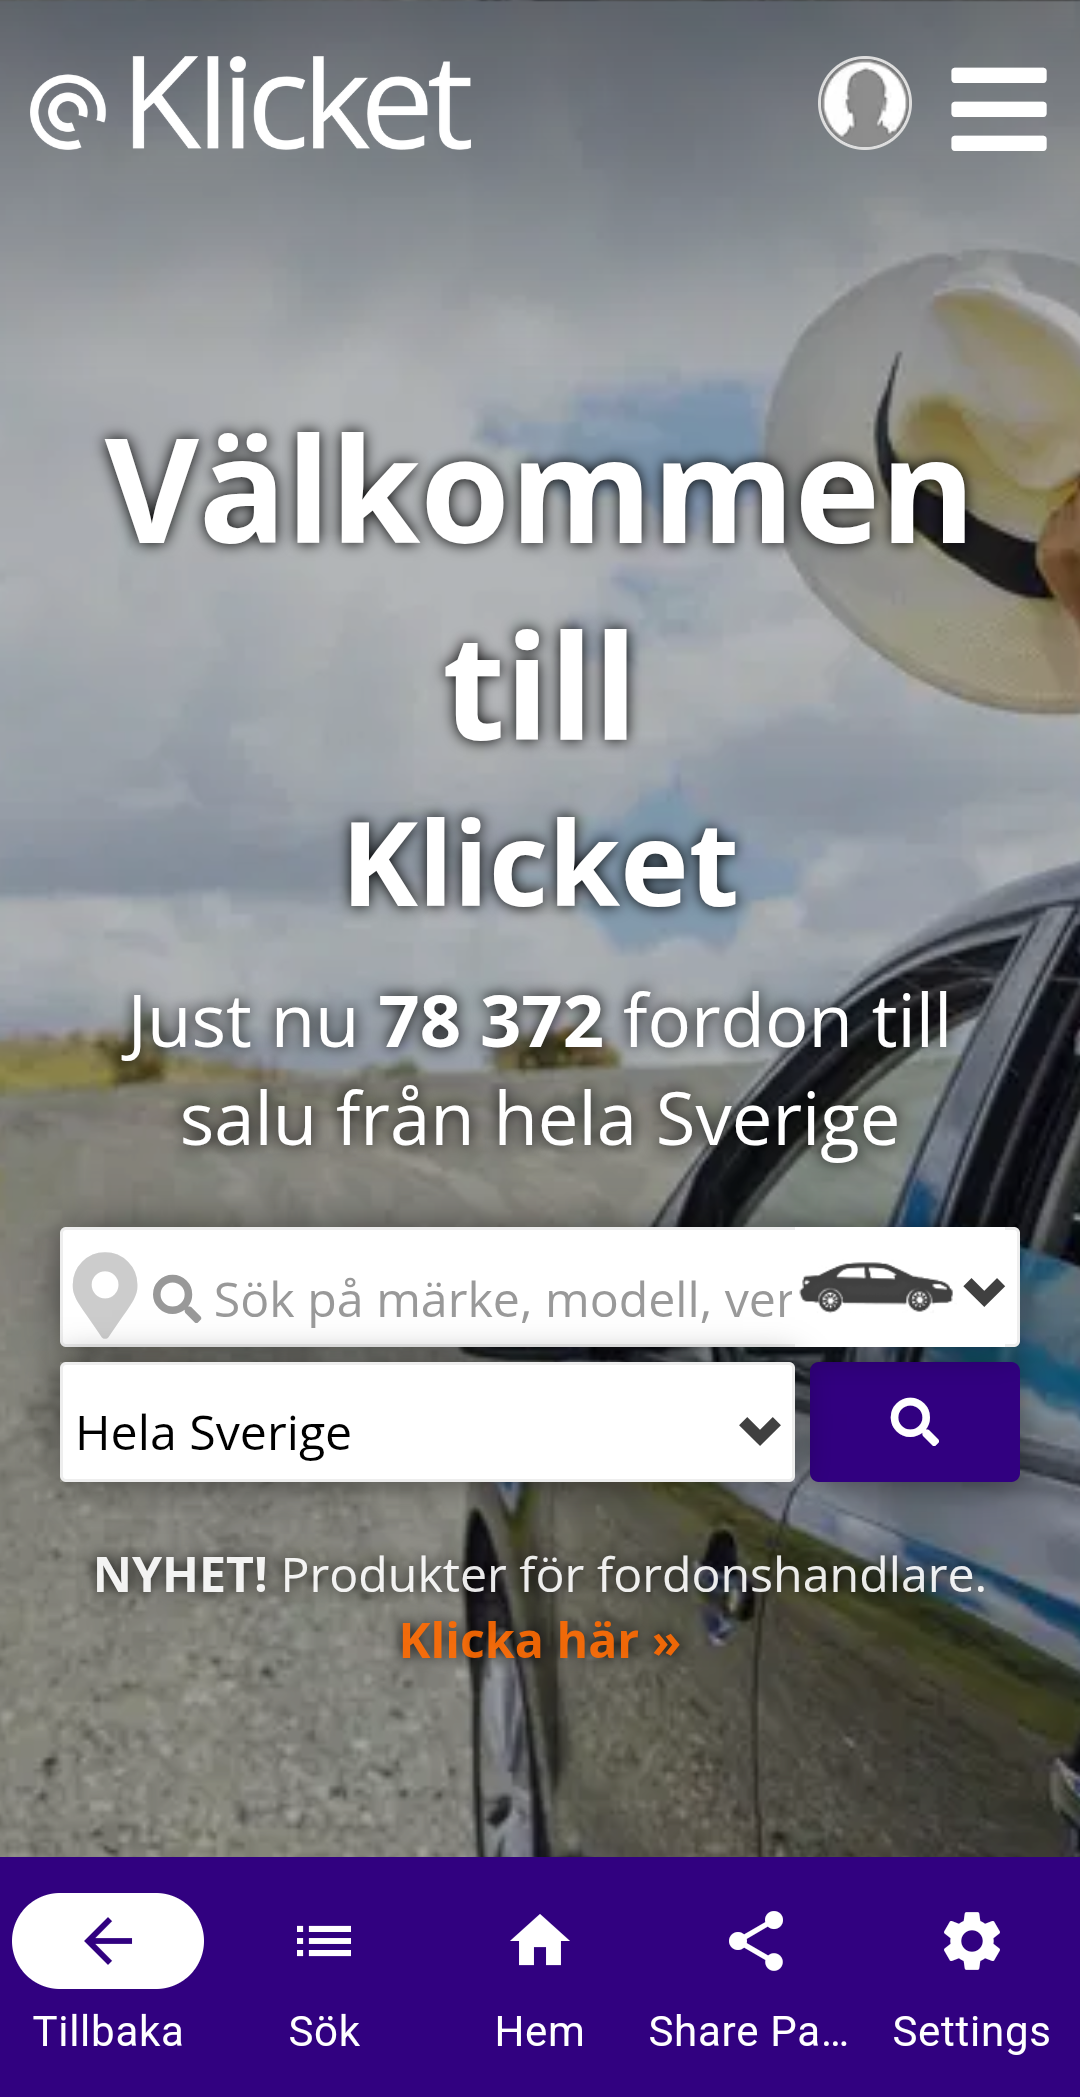 Klicket
Välkommen
till
Klicket
Just nu 78 372 fordon till
salu från hela Sverige
Sök på märke, modell, ver
Hela Sverige
NYHET! Produkter för fordonshandlare.
Klicka här »
Tillbaka
Sök
Hem
Share Pa…
Settings